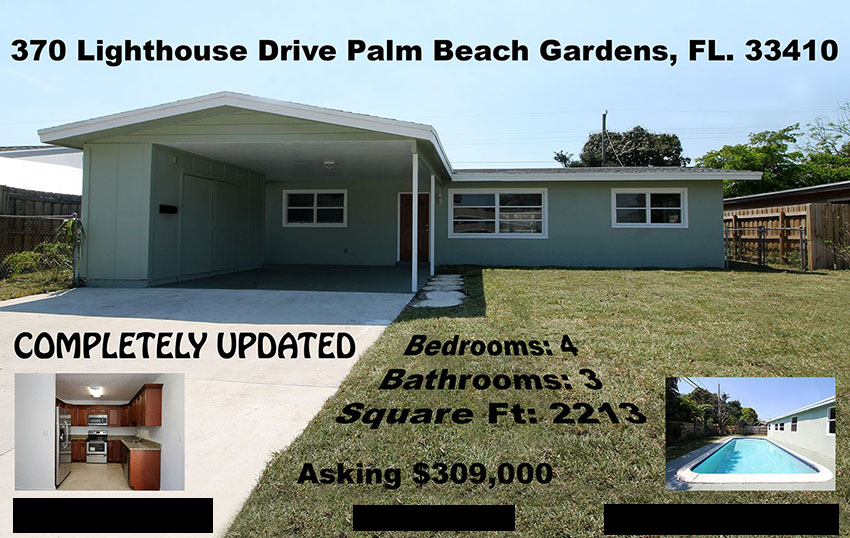 370 Lighthouse Drive Palm Beach Gardens, FL. 33410
COMPLETELY UPDATED
Bedrooms: 4
Bathrooms: 3
Square Ft: 2213
Asking $309,000